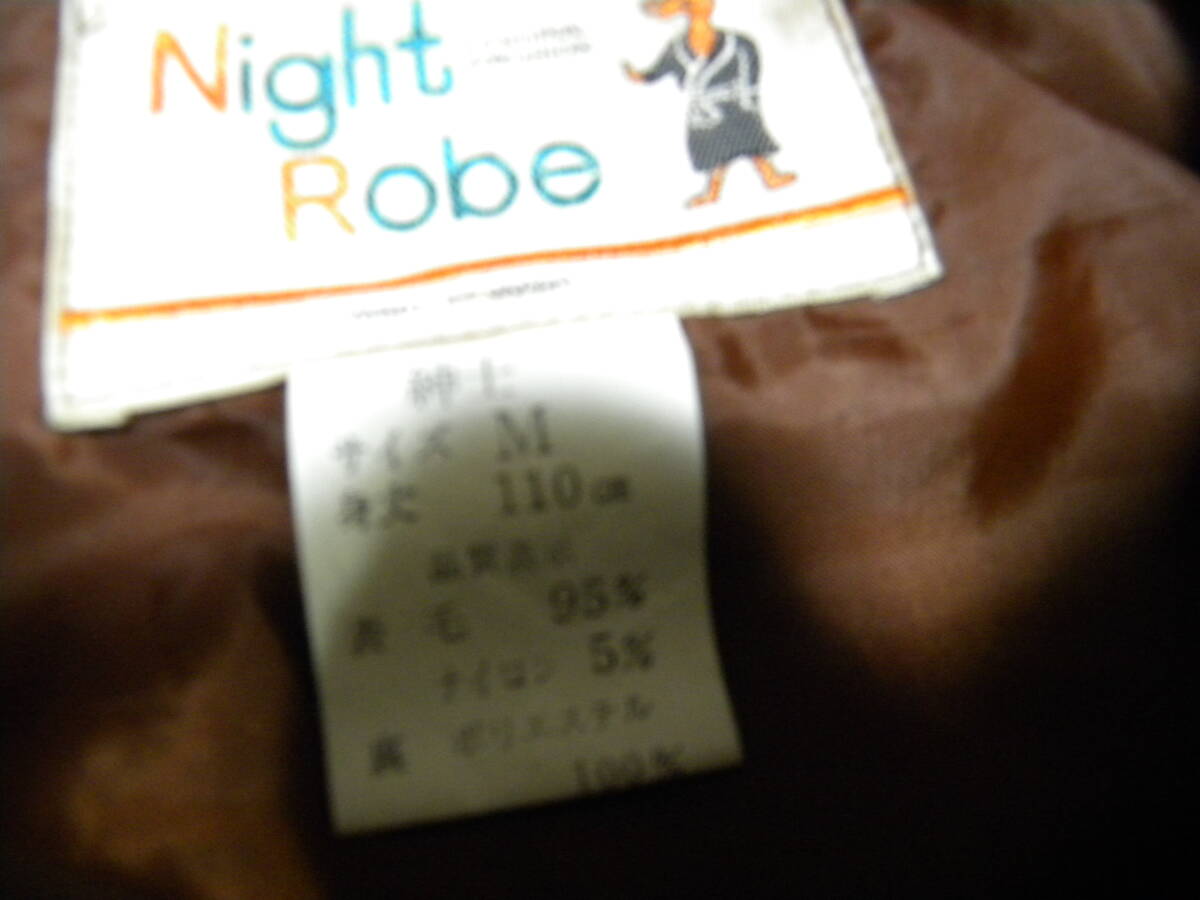 Night
Robe
紳士
サイズ M
身丈 110㎝
品質表示
表 毛 95%
ナイロン 5%
裏 ポリエステル
100%